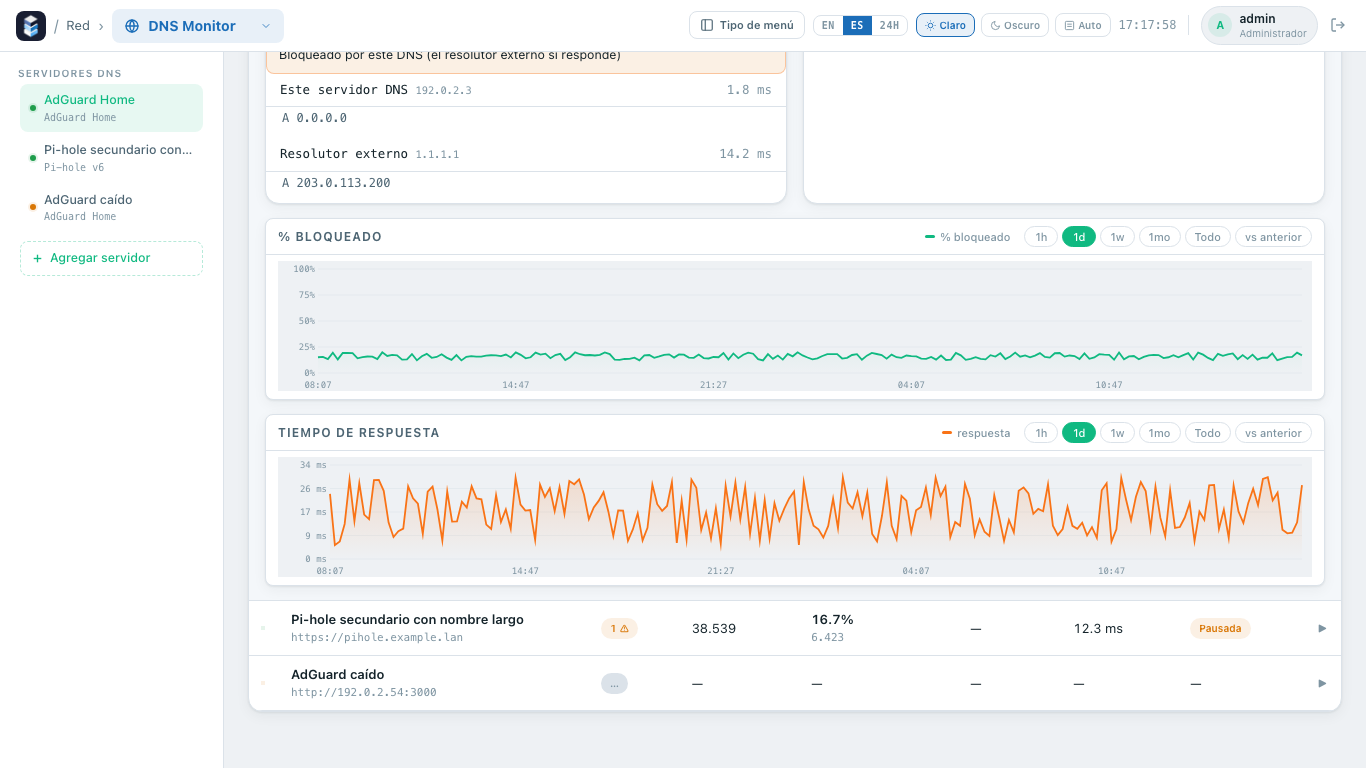 / Red › DNS Monitor
Tipo de menú
EN ES 24H
Claro
Oscuro
Auto
17:17:58
A
admin
Administrador
SERVIDORES DNS
AdGuard Home
AdGuard Home
Pi-hole secundario con...
Pi-hole v6
AdGuard caído
AdGuard Home
+ Agregar servidor
Bloqueado por este DNS (el resolutor externo sí responde)
Este servidor DNS 192.0.2.3 1.8 ms
A 0.0.0.0
Resolutor externo 1.1.1.1 14.2 ms
A 203.0.113.200
% BLOQUEADO
% bloqueado 1h 1d 1w 1mo Todo vs anterior
100%
75%
50%
25%
0%
08:07 14:47 21:27 04:07 10:47
TIEMPO DE RESPUESTA
respuesta 1h 1d 1w 1mo Todo vs anterior
34 ms
26 ms
17 ms
9 ms
0 ms
08:07 14:47 21:27 04:07 10:47
Pi-hole secundario con nombre largo
https://pihole.example.lan
1
38.539
16.7%
6.423
—
12.3 ms
Pausada
AdGuard caído
http://192.0.2.54:3000
...
— — — — —